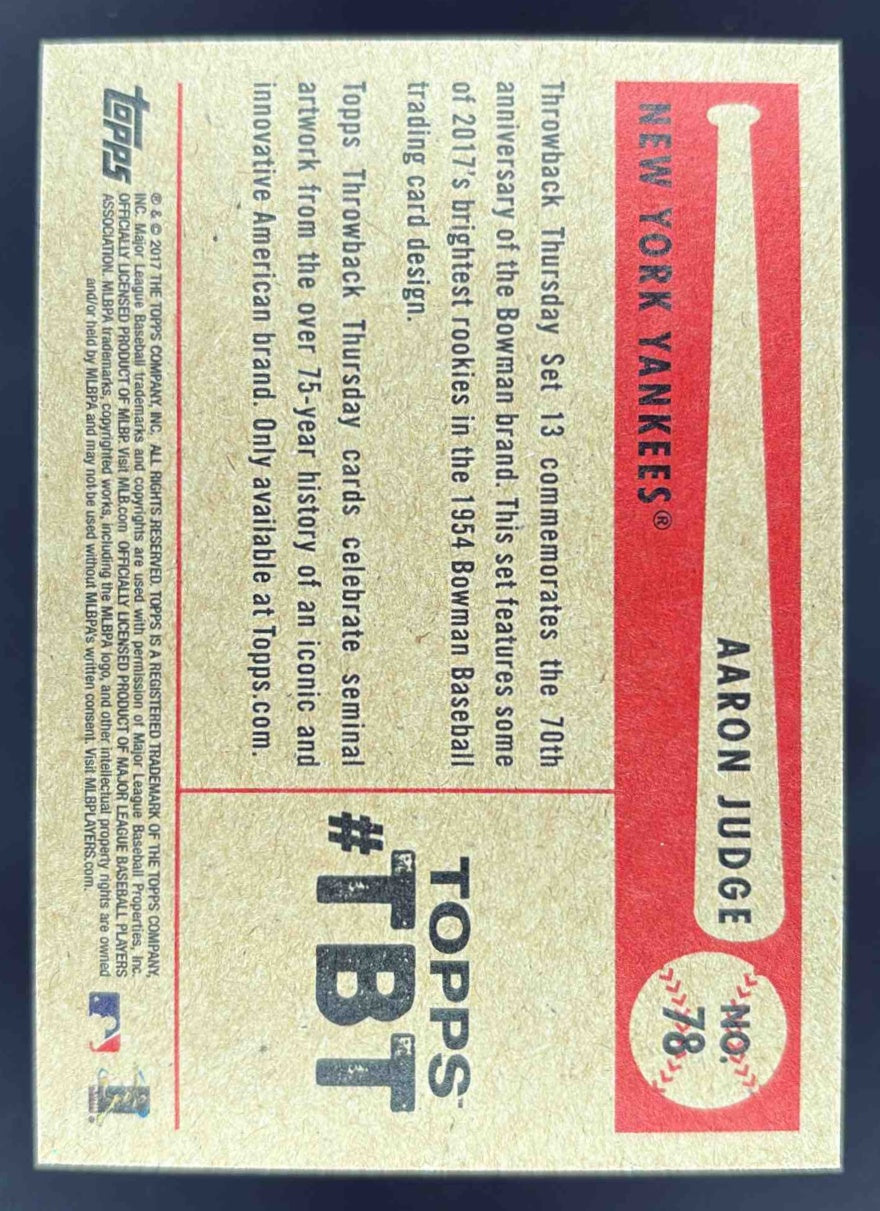 AARON JUDGE
NEW YORK YANKEES®
NO.
78
Throwback Thursday Set 13 commemorates the 70th
anniversary of the Bowman brand. This set features some
of 2017's brightest rookies in the 1954 Bowman Baseball
trading card design.
Topps Throwback Thursday cards celebrate seminal
artwork from the over 75-year history of an iconic and
innovative American brand. Only available at Topps.com.
TOPPS™
#TBT
topps
® & © 2017 THE TOPPS COMPANY, INC. ALL RIGHTS RESERVED. TOPPS IS A REGISTERED TRADEMARK OF THE TOPPS COMPANY,
INC. Major League Baseball trademarks and copyrights are used with permission of Major League Baseball Properties, Inc.
OFFICIALLY LICENSED PRODUCT OF MLBP. Visit MLB.com OFFICIALLY LICENSED PRODUCT OF MAJOR LEAGUE BASEBALL PLAYERS
ASSOCIATION. MLBPA trademarks, copyrighted works, including the MLBPA logo, and other intellectual property rights are owned
and/or held by MLBPA and may not be used without MLBPA's written consent. Visit MLBPLAYERS.com.